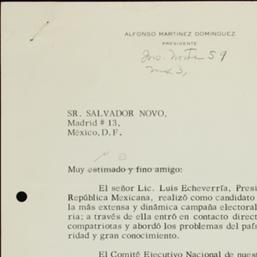 ALFONSO MARTINEZ DOMINGUEZ
PRESIDENTE
59
SR. SALVADOR NOVO.
Madrid # 13,
México, D. F.
Muy estimado y fino amigo:
El señor Lic. Luis Echeverría, Presi
República Mexicana, realizó como candidato
la más extensa y dinámica campaña electoral
ria; a través de ella entró en contacto direct
compatriotas y abordó los problemas del país
ridad y gran conocimiento.
El Comité Ejecutivo Nacional de nuest